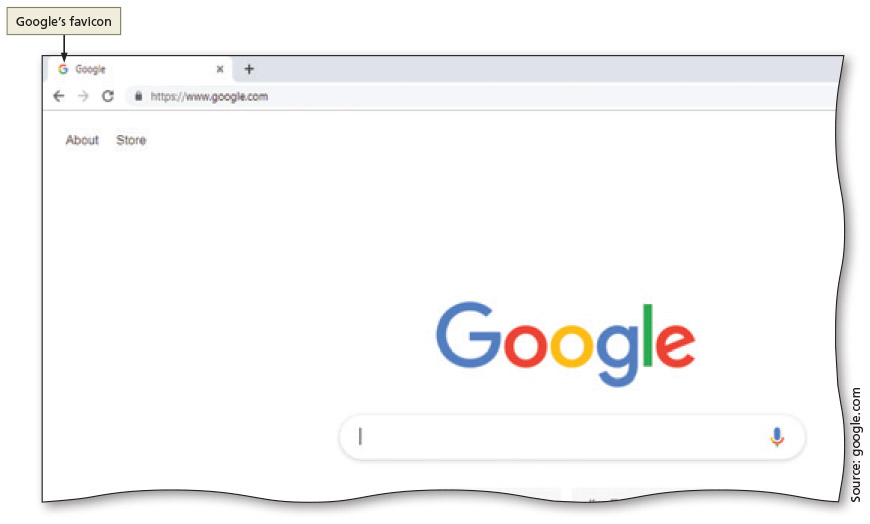 Google's favicon
Google
https://www.google.com
About Store
Google
Source: google.com